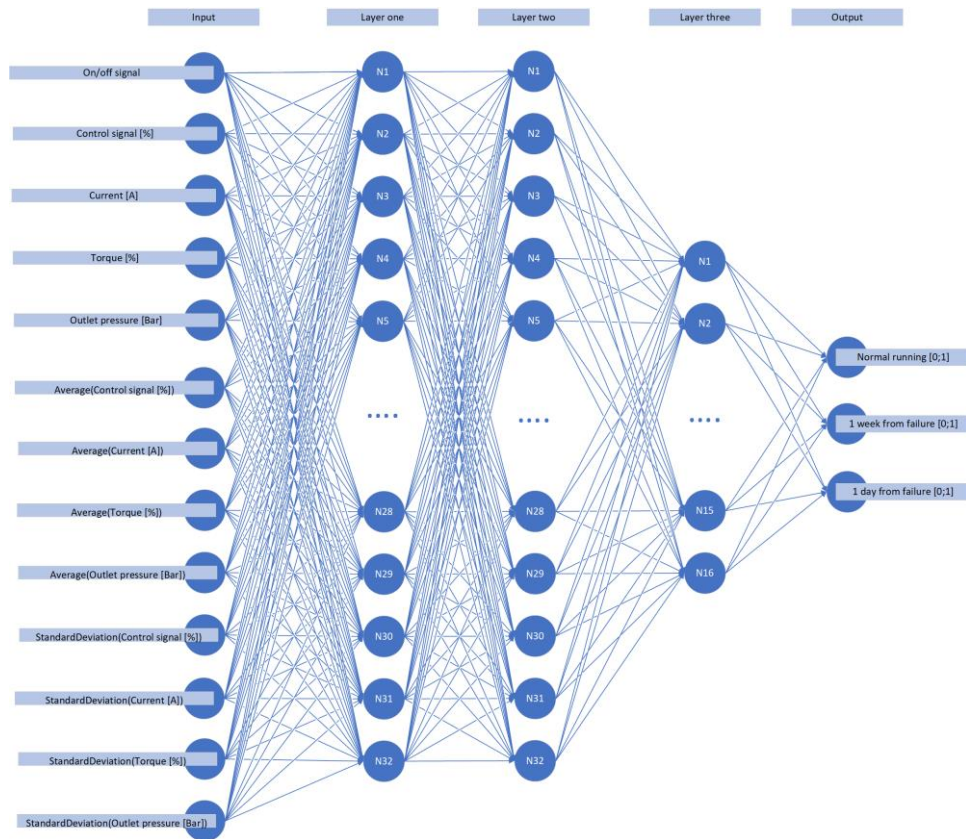 Input
Layer one
Layer two
Layer three
Output
On/off signal
Control signal [%]
Current [A]
Torque [%]
Outlet pressure [Bar]
Average(Control signal [%])
Average(Current [A])
Average(Torque [%])
Average(Outlet pressure [Bar])
StandardDeviation(Control signal [%])
StandardDeviation(Current [A])
StandardDeviation(Torque [%])
StandardDeviation(Outlet pressure [Bar])
N1
N2
N3
N4
N5
....
N28
N29
N30
N31
N32
N1
N2
N3
N4
N5
....
N28
N29
N30
N31
N32
N1
N2
....
N15
N16
Normal running [0;1]
1 week from failure [0;1]
1 day from failure [0;1]